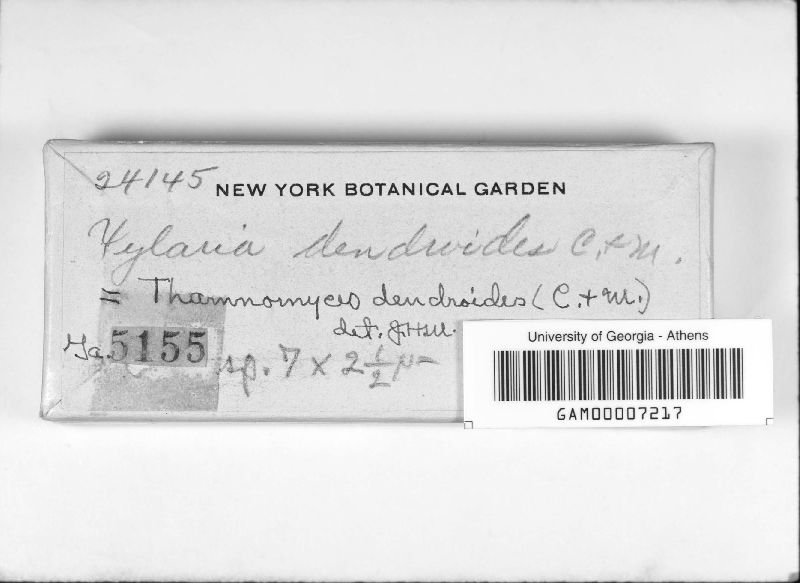 24145 NEW YORK BOTANICAL GARDEN
Xylaria dendroides C. & M.
= Thamnomyces dendroides (C. + M.)
det. J.H.M.
Ga. 5155 sp. 7 x 2 1/2 µ
University of Georgia - Athens
GAM00007217